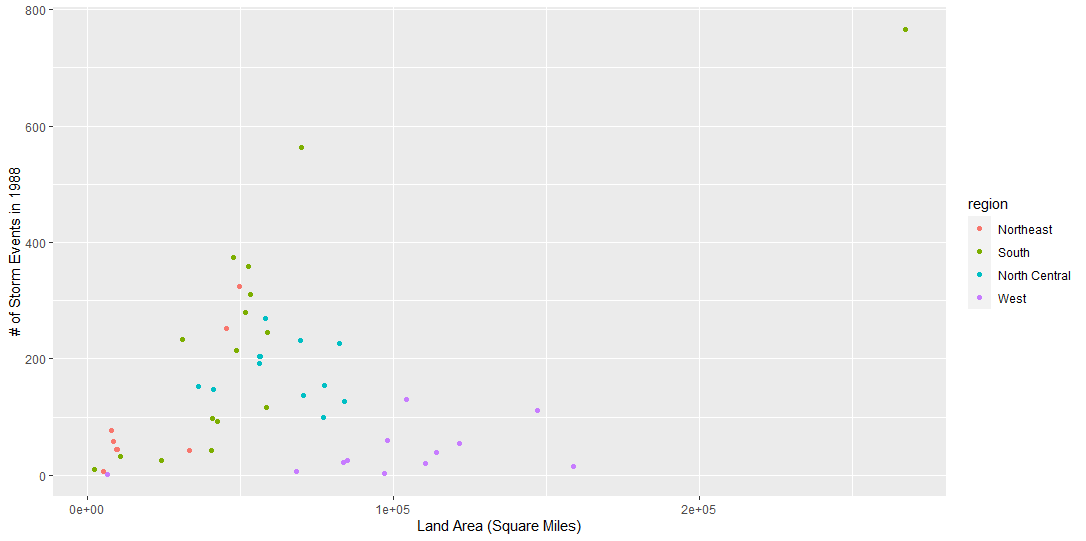 800
600
400
200
0
# of Storm Events in 1988
0e+00
1e+05
2e+05
Land Area (Square Miles)
region
Northeast
South
North Central
West